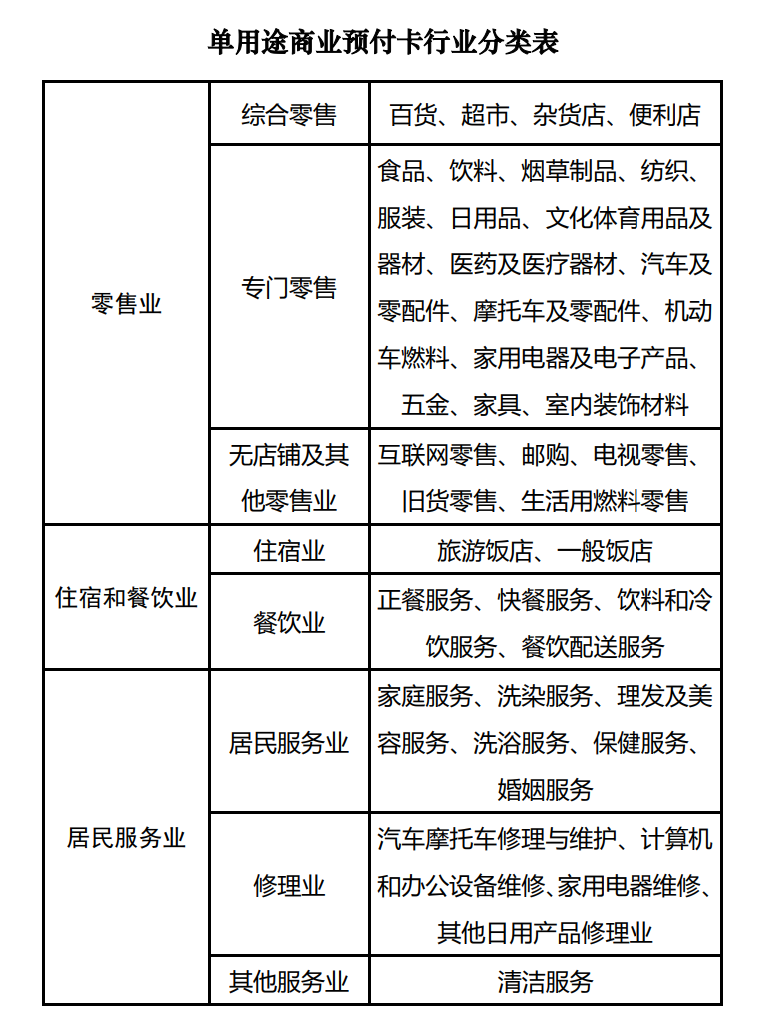 单用途商业预付卡行业分类表
零售业
综合零售
百货、超市、杂货店、便利店
专门零售
食品、饮料、烟草制品、纺织、
服装、日用品、文化体育用品及
器材、医药及医疗器材、汽车及
零配件、摩托车及零配件、机动
车燃料、家用电器及电子产品、
五金、家具、室内装饰材料
无店铺及其
他零售业
互联网零售、邮购、电视零售、
旧货零售、生活用燃料零售
住宿和餐饮业
住宿业
旅游饭店、一般饭店
餐饮业
正餐服务、快餐服务、饮料和冷
饮服务、餐饮配送服务
居民服务业
居民服务业
家庭服务、洗染服务、理发及美
容服务、洗浴服务、保健服务、
婚姻服务
修理业
汽车摩托车修理与维护、计算机
和办公设备维修、家用电器维修、
其他日用产品修理业
其他服务业
清洁服务